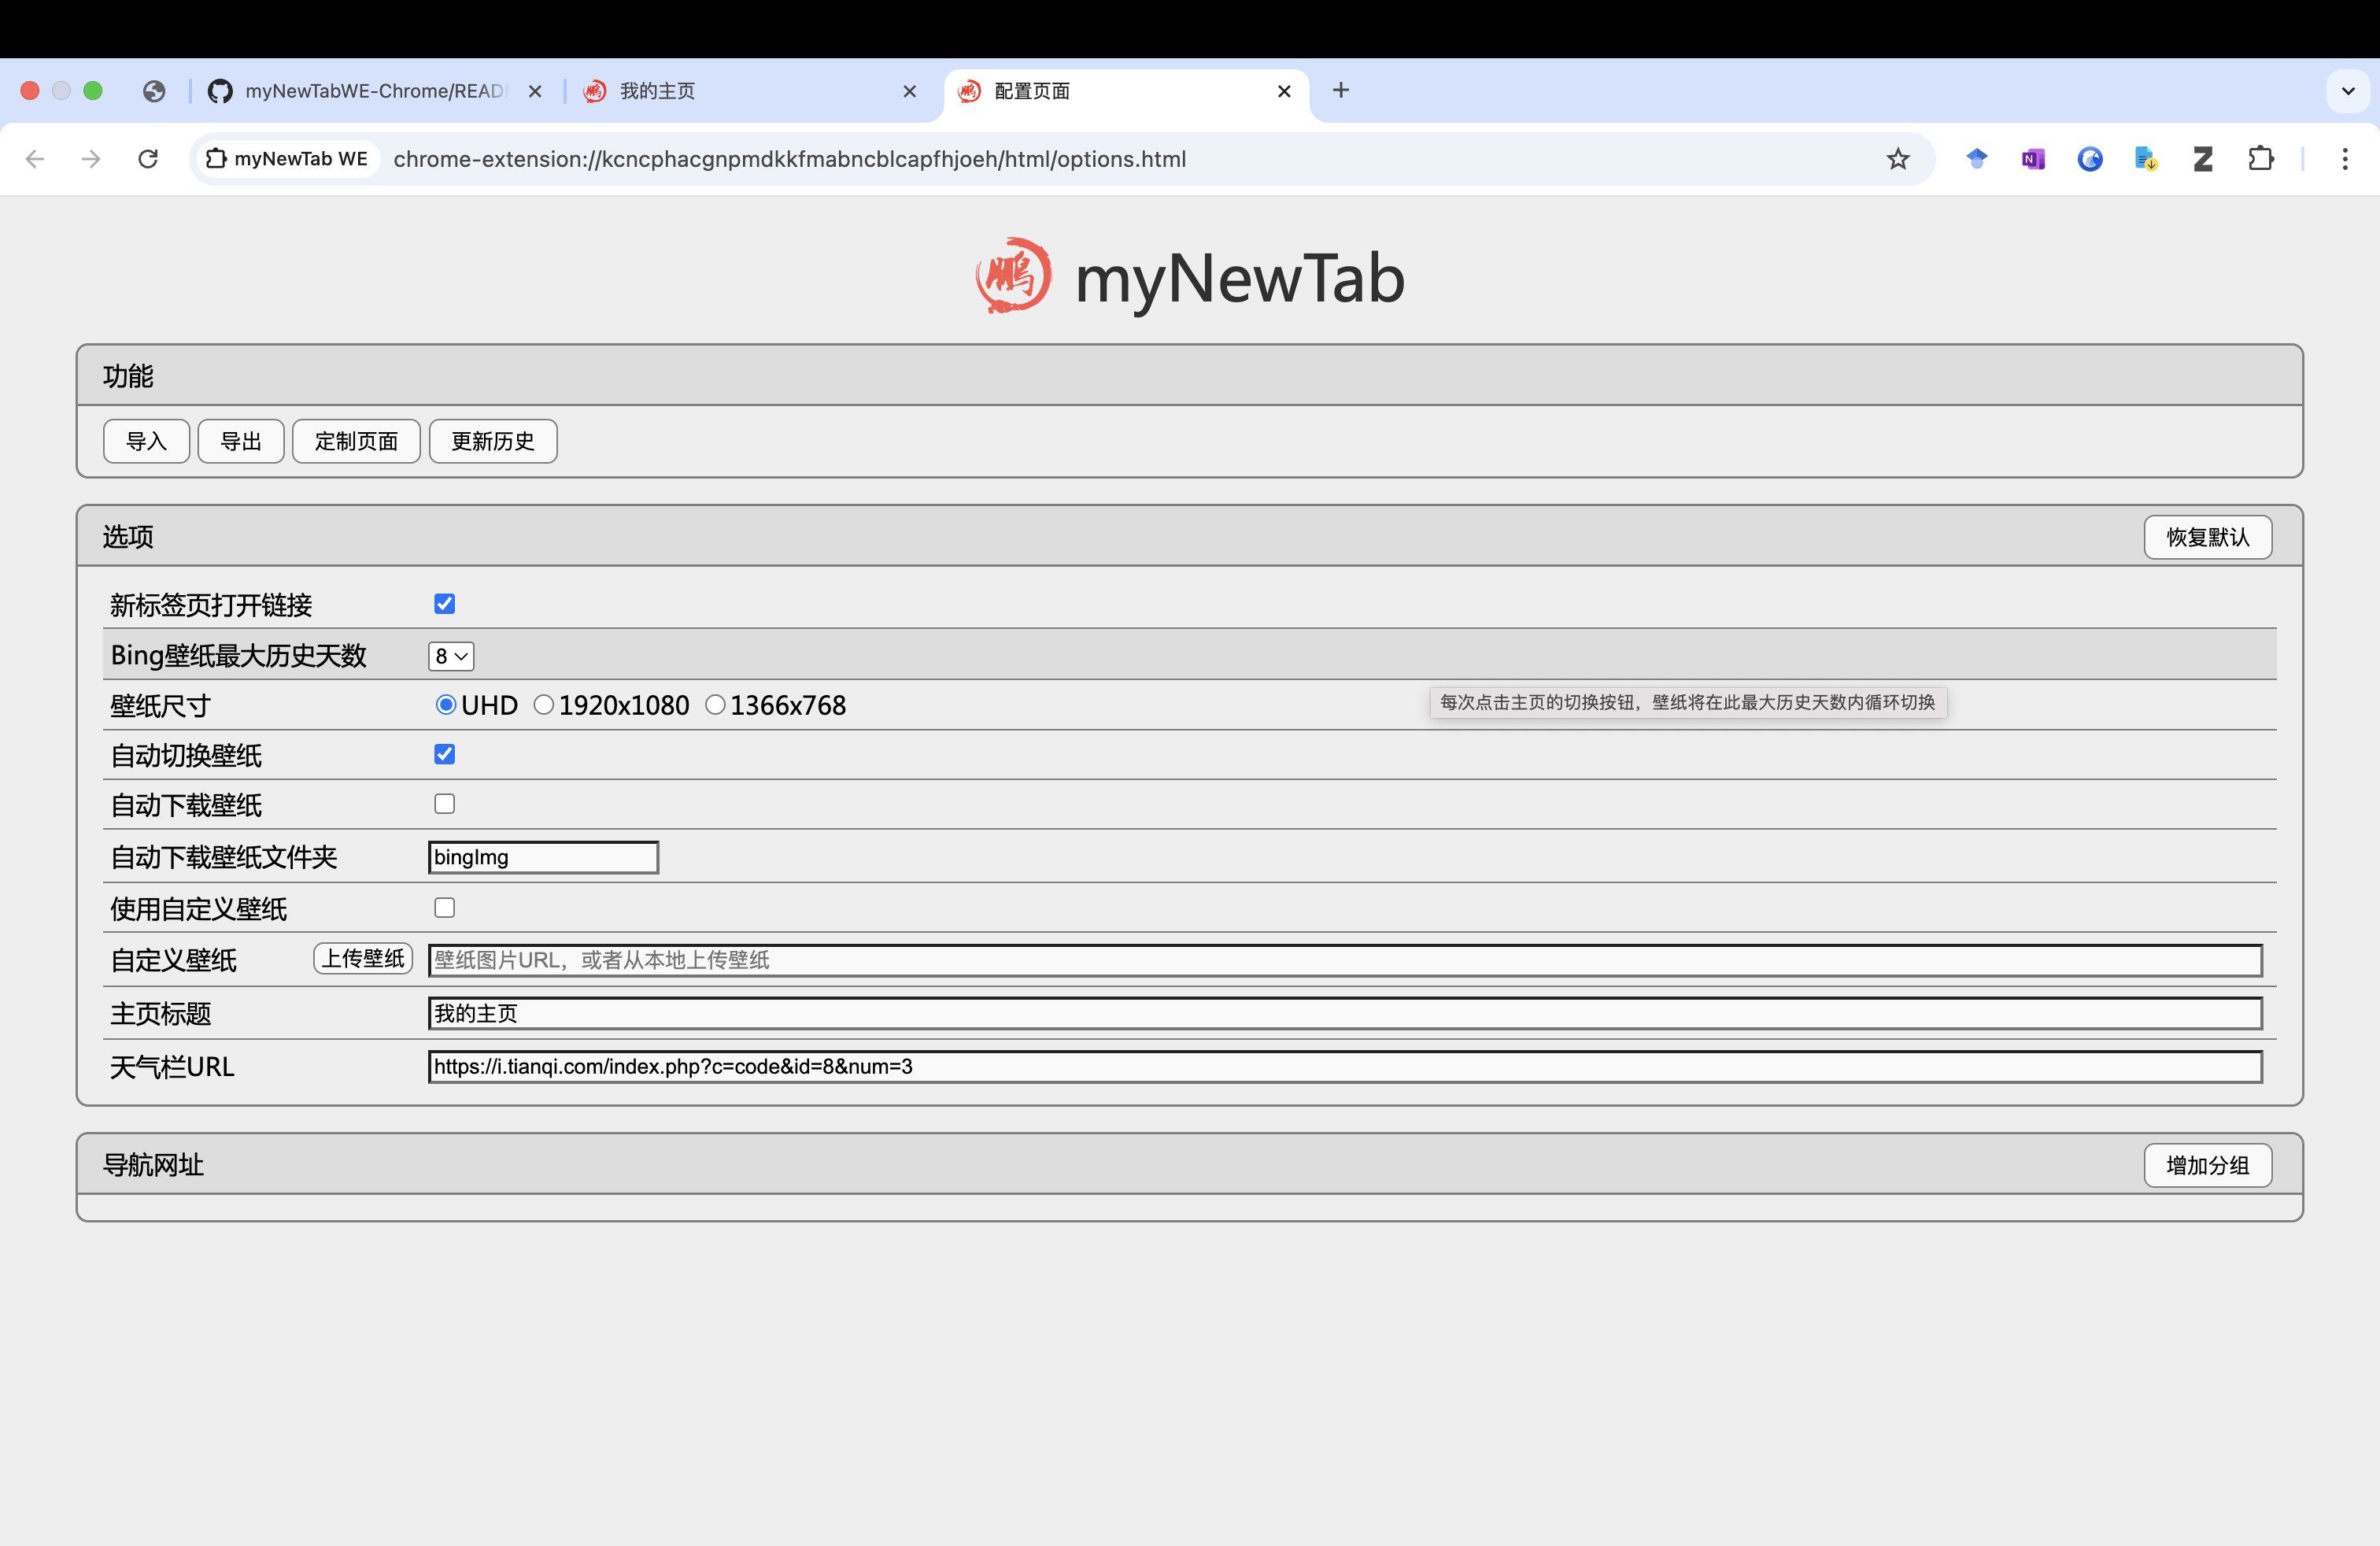 myNewTabWE-Chrome/READ
我的主页
配置页面
myNewTab WE
chrome-extension://kcncphacgnpmdkkfmabncblcapfhjoeh/html/options.html
鹏 myNewTab
功能
导入 导出 定制页面 更新历史
选项 恢复默认
新标签页打开链接
Bing壁纸最大历史天数 8
壁纸尺寸 UHD 1920x1080 1366x768
每次点击主页的切换按钮，壁纸将在此最大历史天数内循环切换
自动切换壁纸
自动下载壁纸
自动下载壁纸文件夹 bingImg
使用自定义壁纸
自定义壁纸 上传壁纸 壁纸图片URL，或者从本地上传壁纸
主页标题 我的主页
天气栏URL https://i.tianqi.com/index.php?c=code&id=8&num=3
导航网址 增加分组